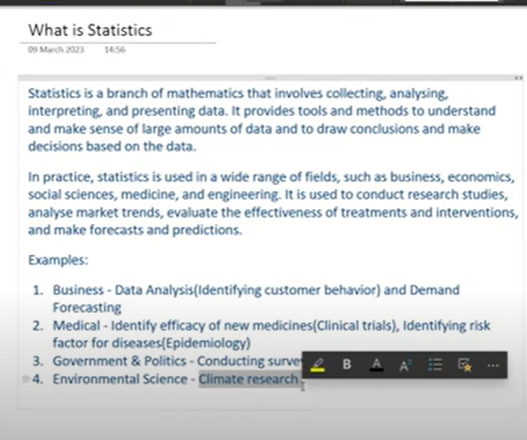 What is Statistics
09 March 2023 14:56
Statistics is a branch of mathematics that involves collecting, analysing,
interpreting, and presenting data. It provides tools and methods to understand
and make sense of large amounts of data and to draw conclusions and make
decisions based on the data.
In practice, statistics is used in a wide range of fields, such as business, economics,
social sciences, medicine, and engineering. It is used to conduct research studies,
analyse market trends, evaluate the effectiveness of treatments and interventions,
and make forecasts and predictions.
Examples:
1. Business - Data Analysis(Identifying customer behavior) and Demand
Forecasting
2. Medical - Identify efficacy of new medicines(Clinical trials), Identifying risk
factor for diseases(Epidemiology)
3. Government & Politics - Conducting surve
B A A
4. Environmental Science - Climate research